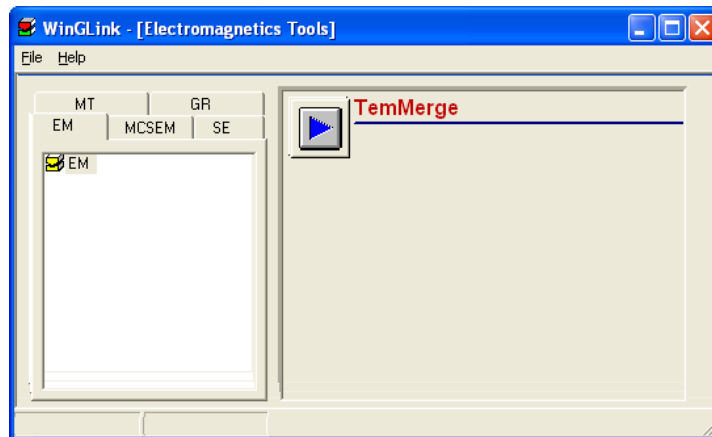 WinGLink - [Electromagnetics Tools]
File Help
MT GR
EM MCSEM SE
EM
TemMerge